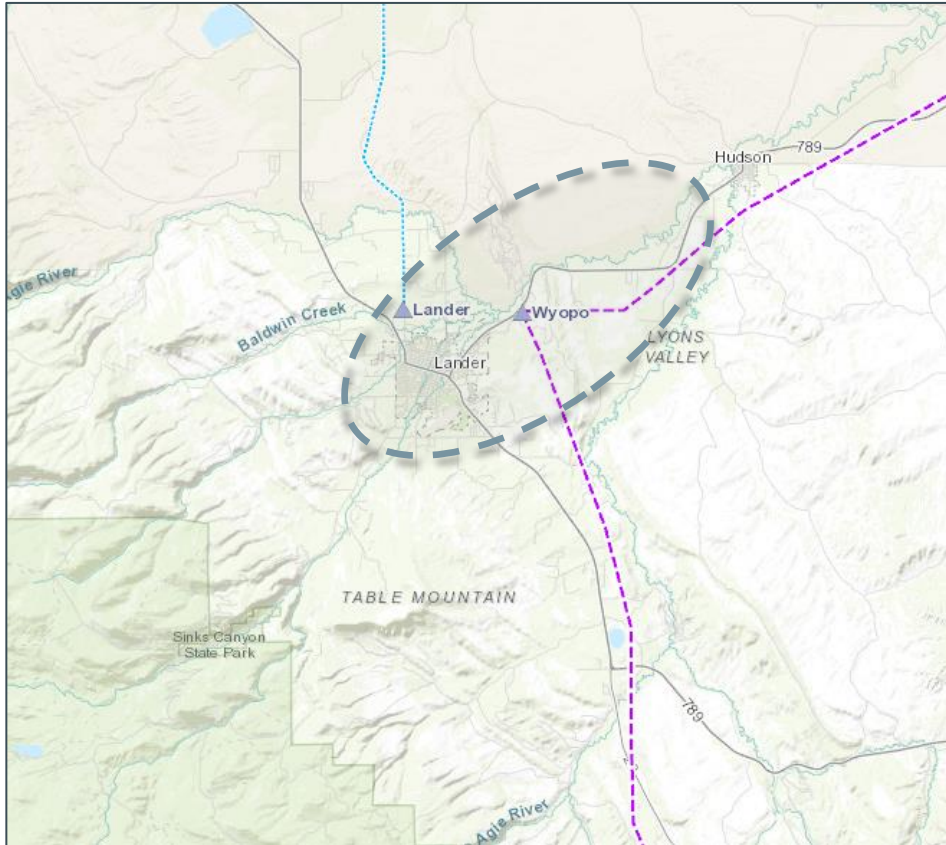 Hudson
789
Agie River
Lander
Wyopo
Baldwin Creek
LYONS
VALLEY
Lander
TABLE MOUNTAIN
Sinks Canyon
State Park
789
Agie River